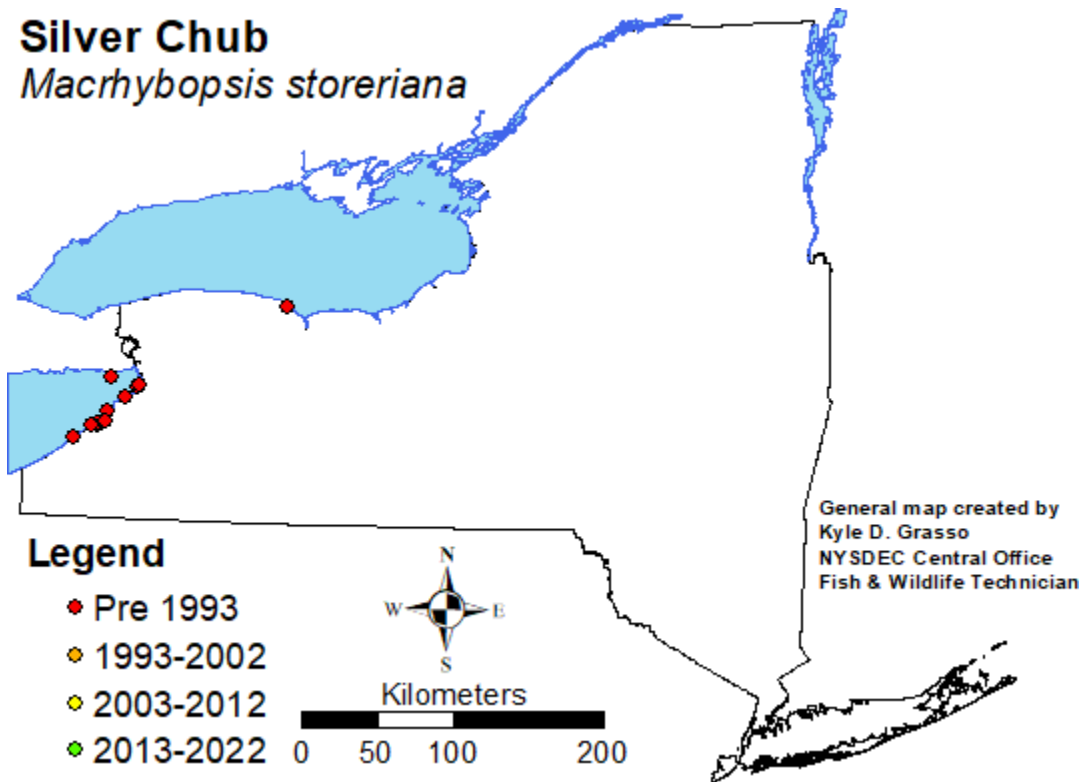 Silver Chub
Macrhybopsis storeriana
General map created by
Kyle D. Grasso
NYSDEC Central Office
Fish & Wildlife Technician
Legend
Pre 1993
1993-2002
2003-2012
2013-2022
N
W E
S
Kilometers
0 50 100 200